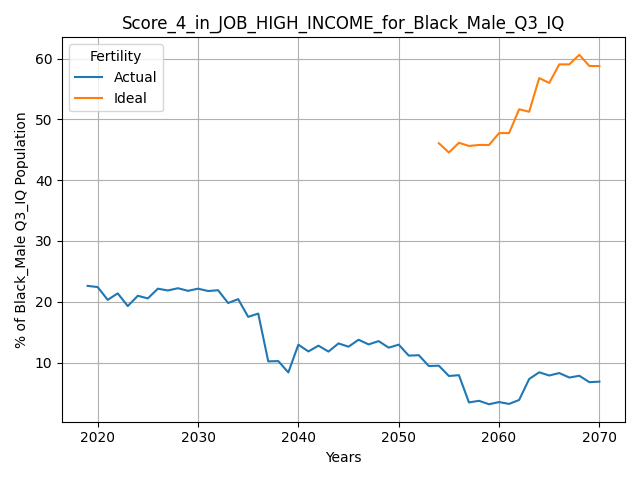 Score_4_in_JOB_HIGH_INCOME_for_Black_Male_Q3_IQ
Fertility
Actual
Ideal
% of Black_Male Q3_IQ Population
60
50
40
30
20
10
2020 2030 2040 2050 2060 2070
Years